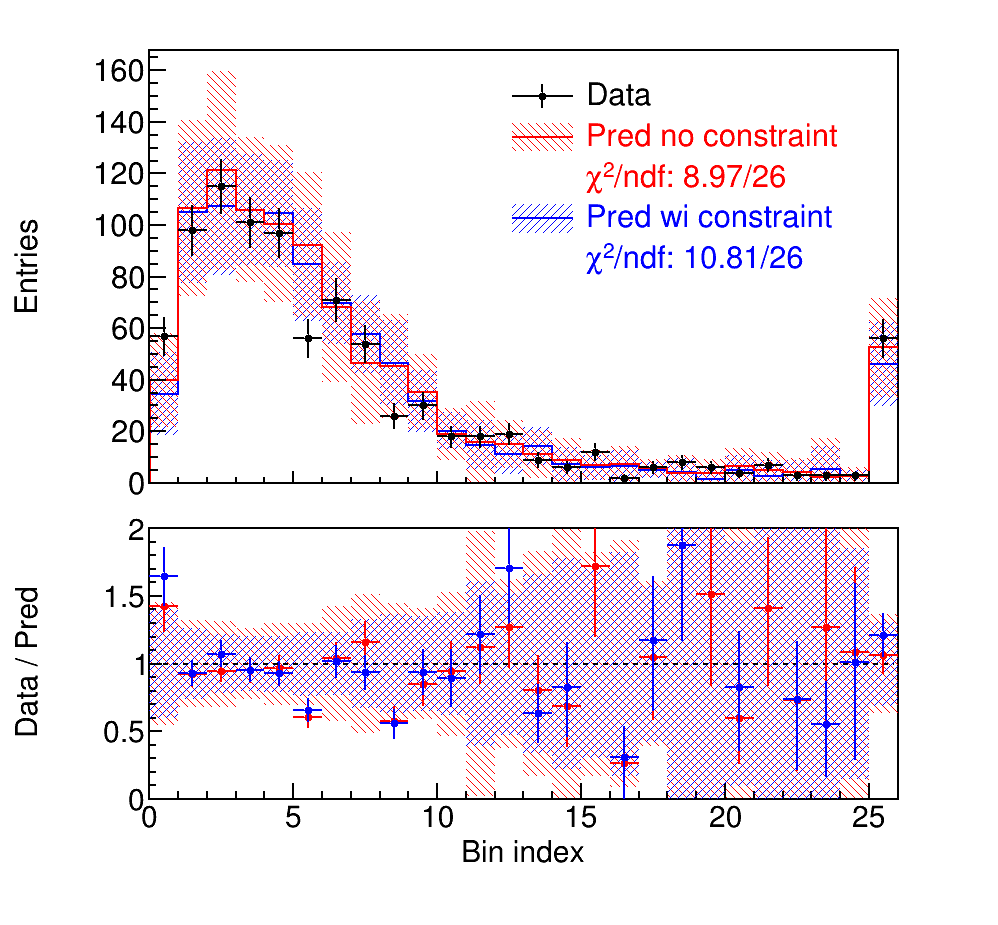 Entries
160
140
120
100
80
60
40
20
0
Data
Pred no constraint
χ²/ndf: 8.97/26
Pred wi constraint
χ²/ndf: 10.81/26
Data / Pred
2
1.5
1
0.5
0
0 5 10 15 20 25
Bin index